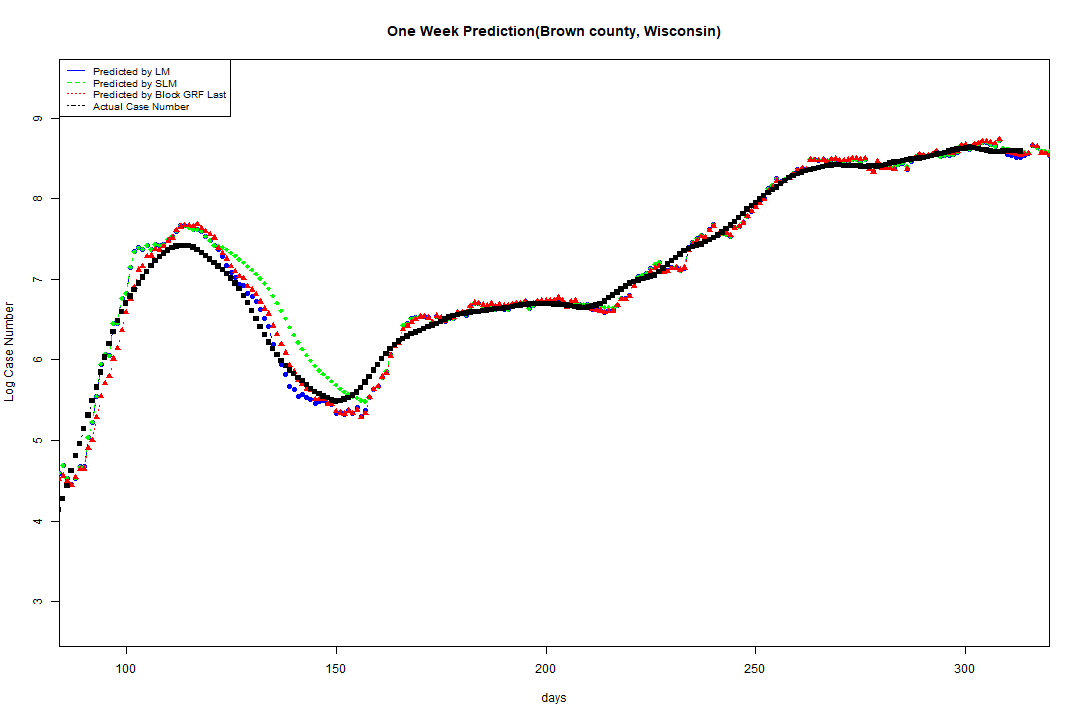 One Week Prediction(Brown county, Wisconsin)
Predicted by LM
Predicted by SLM
Predicted by Block GRF Last
Actual Case Number
Log Case Number
9
8
7
6
5
4
3
100 150 200 250 300
days